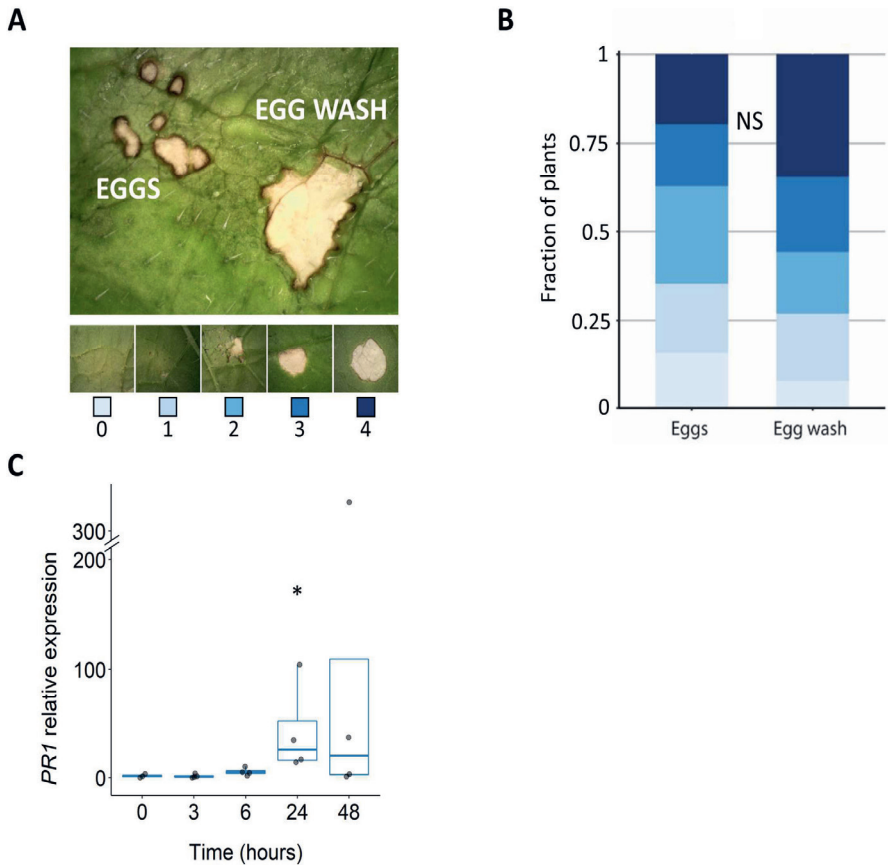 A
EGG WASH
EGGS
0 1 2 3 4
B
Fraction of plants
1
0.75
0.5
0.25
0
NS
Eggs Egg wash
C
PR1 relative expression
300
200
100
0
*
0 3 6 24 48
Time (hours)